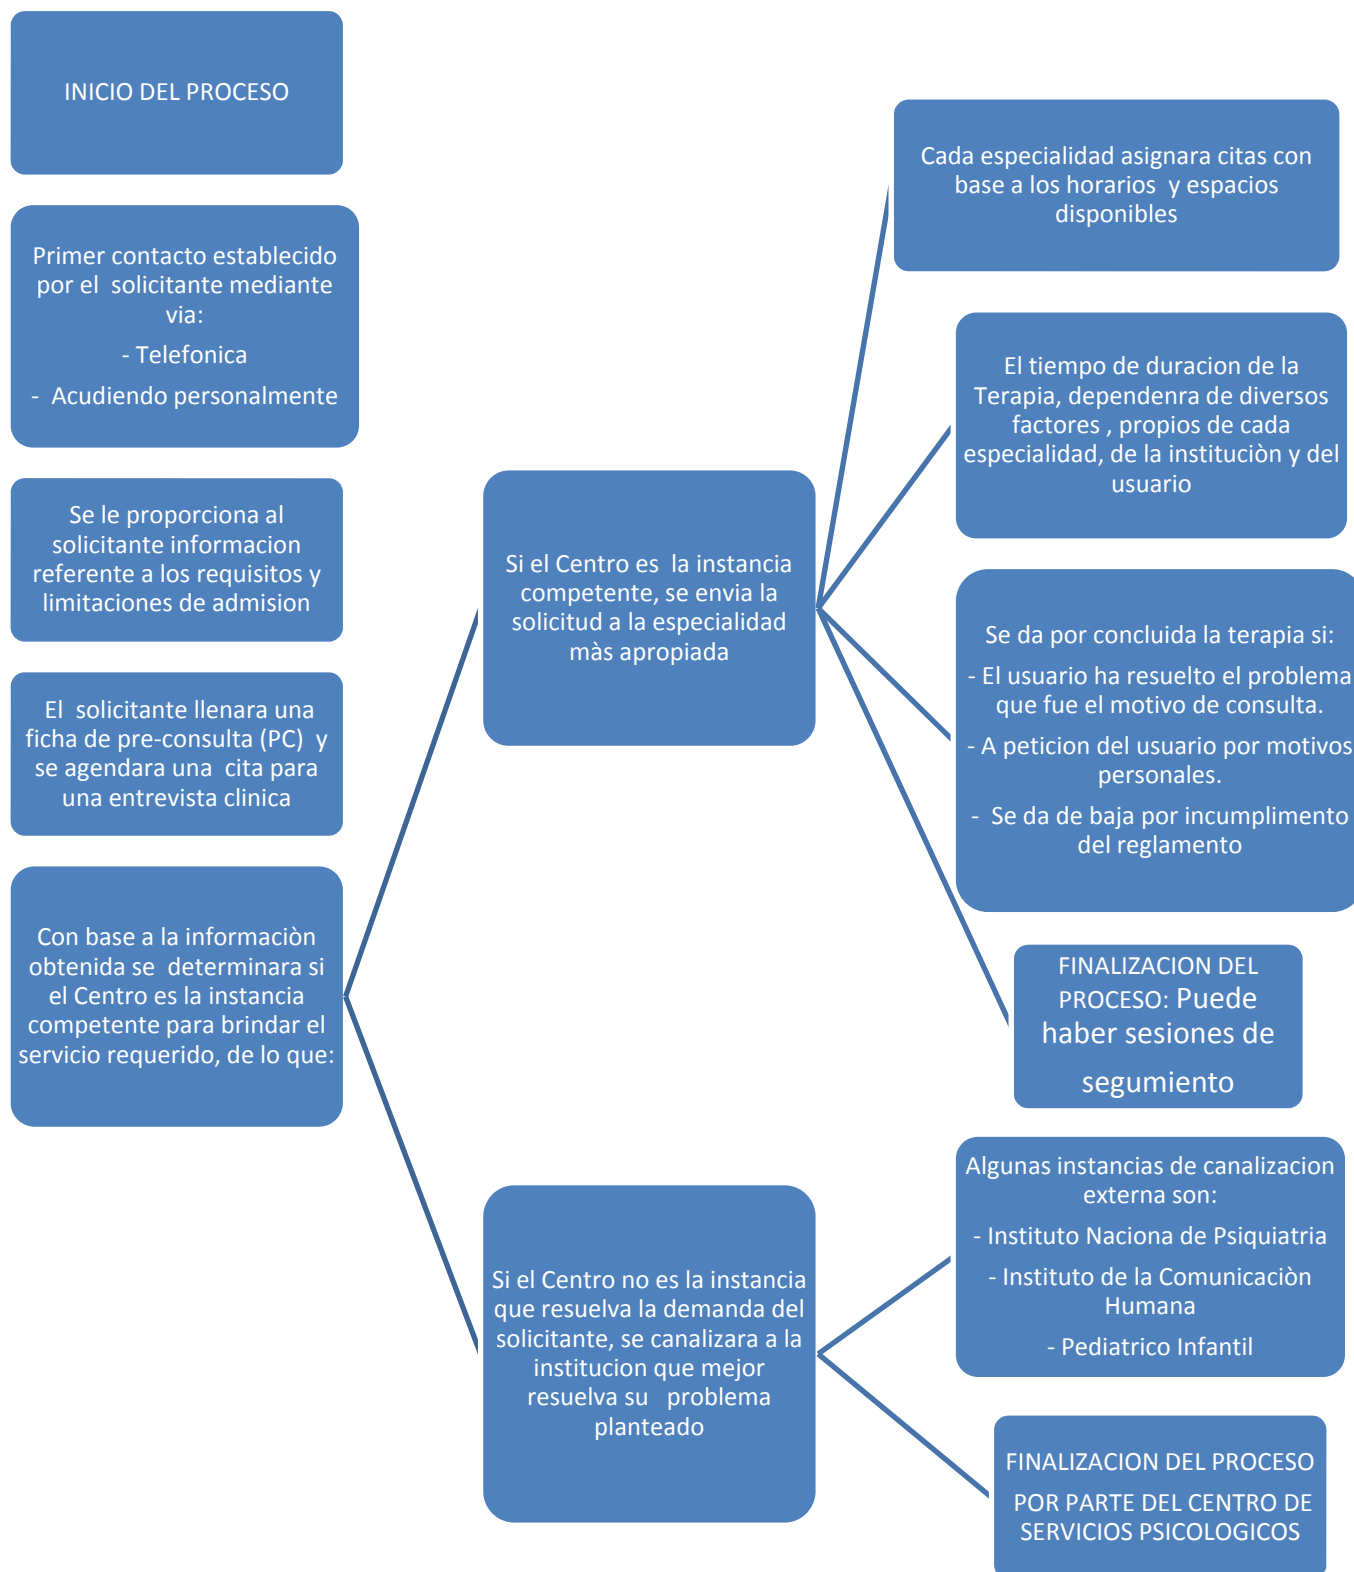 INICIO DEL PROCESO
Primer contacto establecido
por el solicitante mediante
via:
- Telefonica
- Acudiendo personalmente
Se le proporciona al
solicitante informacion
referente a los requisitos y
limitaciones de admision
El solicitante llenara una
ficha de pre-consulta (PC) y
se agendara una cita para
una entrevista clinica
Con base a la informaciòn
obtenida se determinara si
el Centro es la instancia
competente para brindar el
servicio requerido, de lo que:
Si el Centro es la instancia
competente, se envia la
solicitud a la especialidad
màs apropiada
Cada especialidad asignara citas con
base a los horarios y espacios
disponibles
El tiempo de duracion de la
Terapia, dependenra de diversos
factores , propios de cada
especialidad, de la instituciòn y del
usuario
Se da por concluida la terapia si:
- El usuario ha resuelto el problema
que fue el motivo de consulta.
- A peticion del usuario por motivos
personales.
- Se da de baja por incumplimento
del reglamento
FINALIZACION DEL
PROCESO: Puede
haber sesiones de
segumiento
Si el Centro no es la instancia
que resuelva la demanda del
solicitante, se canalizara a la
institucion que mejor
resuelva su problema
planteado
Algunas instancias de canalizacion
externa son:
- Instituto Naciona de Psiquiatria
- Instituto de la Comunicaciòn
Humana
- Pediatrico Infantil
FINALIZACION DEL PROCESO
POR PARTE DEL CENTRO DE
SERVICIOS PSICOLOGICOS